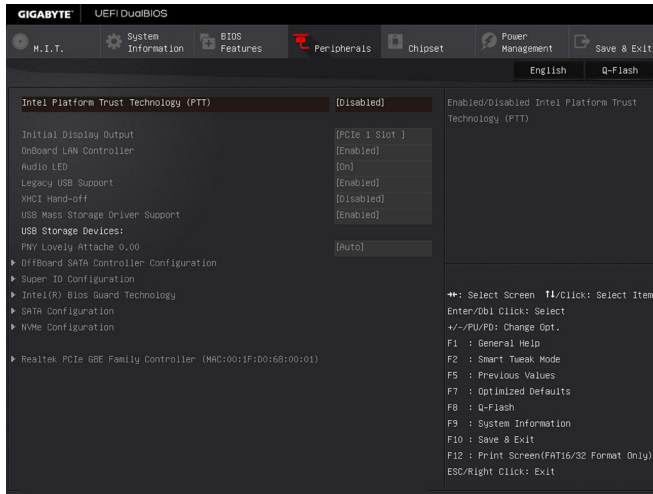 GIGABYTE™ UEFI DualBIOS
M.I.T.
System Information
BIOS Features
Peripherals
Chipset
Power Management
Save & Exit
English
Q-Flash
Intel Platform Trust Technology (PTT) [Disabled]
Initial Display Output [PCIe 1 Slot ]
OnBoard LAN Controller [Enabled]
Audio LED [On]
Legacy USB Support [Enabled]
XHCI Hand-off [Disabled]
USB Mass Storage Driver Support [Enabled]
USB Storage Devices:
PNY Lovely Attache 0.00 [Auto]
OffBoard SATA Controller Configuration
Super IO Configuration
Intel(R) Bios Guard Technology
SATA Configuration
NVMe Configuration
Realtek PCIe GBE Family Controller (MAC:00:1F:D0:68:00:01)
Enabled/Disabled Intel Platform Trust
Technology (PTT)
→←: Select Screen ↑↓/Click: Select Item
Enter/Dbl Click: Select
+/-/PU/PD: Change Opt.
F1 : General Help
F2 : Smart Tweak Mode
F5 : Previous Values
F7 : Optimized Defaults
F8 : Q-Flash
F9 : System Information
F10 : Save & Exit
F12 : Print Screen(FAT16/32 Format Only)
ESC/Right Click: Exit